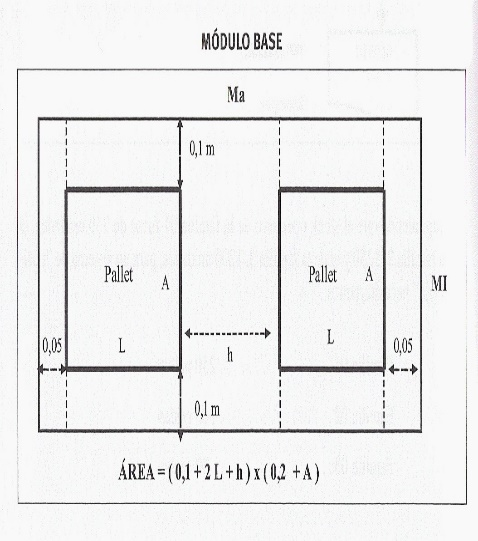 MÓDULO BASE
Ma
0,1 m
Pallet A
Pallet A
Ml
0,05
L
h
L
0,05
0,1 m
ÁREA = ( 0,1 + 2 L + h ) x ( 0,2 + A )